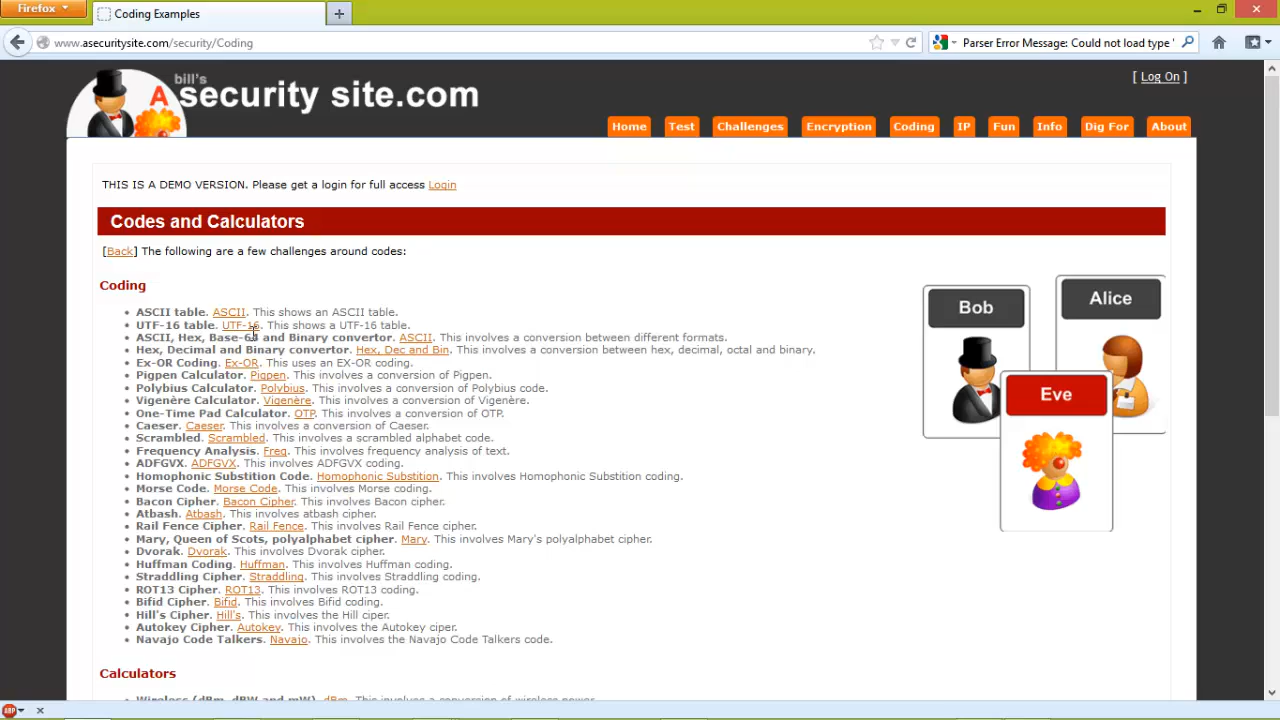 Firefox
Coding Examples
www.asecuritysite.com/security/Coding
Parser Error Message: Could not load type '
bill's
A security site.com
[ Log On ]
Home Test Challenges Encryption Coding IP Fun Info Dig For About
THIS IS A DEMO VERSION. Please get a login for full access Login
Codes and Calculators
[Back] The following are a few challenges around codes:
Coding
ASCII table. ASCII. This shows an ASCII table.
UTF-16 table. UTF-16. This shows a UTF-16 table.
ASCII, Hex, Base-64 and Binary convertor. ASCII. This involves a conversion between different formats.
Hex, Decimal and Binary convertor. Hex, Dec and Bin. This involves a conversion between hex, decimal, octal and binary.
Ex-OR Coding. Ex-OR. This uses an EX-OR coding.
Pigpen Calculator. Pigpen. This involves a conversion of Pigpen.
Polybius Calculator. Polybius. This involves a conversion of Polybius code.
Vigenère Calculator. Vigenère. This involves a conversion of Vigenère.
One-Time Pad Calculator. OTP. This involves a conversion of OTP.
Caeser. Caeser. This involves a conversion of Caeser.
Scrambled. Scrambled. This involves a scrambled alphabet code.
Frequency Analysis. Freq. This involves frequency analysis of text.
ADFGVX. ADFGVX. This involves ADFGVX coding.
Homophonic Substition Code. Homophonic Substition. This involves Homophonic Substition coding.
Morse Code. Morse Code. This involves Morse coding.
Bacon Cipher. Bacon Cipher. This involves Bacon cipher.
Atbash. Atbash. This involves atbash cipher.
Rail Fence Cipher. Rail Fence. This involves Rail Fence cipher.
Mary, Queen of Scots, polyalphabet cipher. Mary. This involves Mary's polyalphabet cipher.
Dvorak. Dvorak. This involves Dvorak cipher.
Huffman Coding. Huffman. This involves Huffman coding.
Straddling Cipher. Straddling. This involves Straddling coding.
ROT13 Cipher. ROT13. This involves ROT13 coding.
Bifid Cipher. Bifid. This involves Bifid coding.
Hill's Cipher. Hill's. This involves the Hill ciper.
Autokey Cipher. Autokey. This involves the Autokey ciper.
Navajo Code Talkers. Navajo. This involves the Navajo Code Talkers code.
Bob
Alice
Eve
Calculators
Wireless (dBm, dBW and mW). dBm. This involves a conversion of wireless power.
ABP